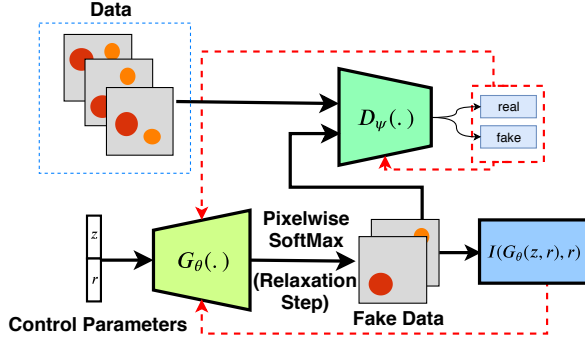 Data
D_ψ(.)
real
fake
z
r
G_θ(.)
Pixelwise
SoftMax
(Relaxation
Step)
I(G_θ(z, r), r)
Control Parameters
Fake Data